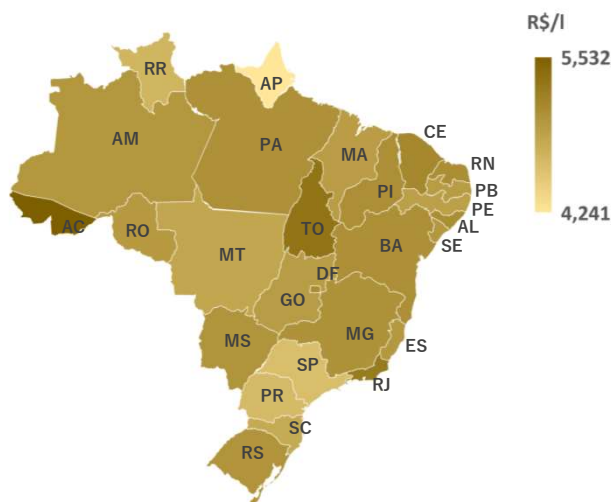 R$/l
5,532
4,241
RR
AP
AM
PA
MA
CE
RN
PI
PB
PE
AL
SE
AC
RO
TO
BA
MT
DF
GO
MG
ES
MS
SP
RJ
PR
SC
RS